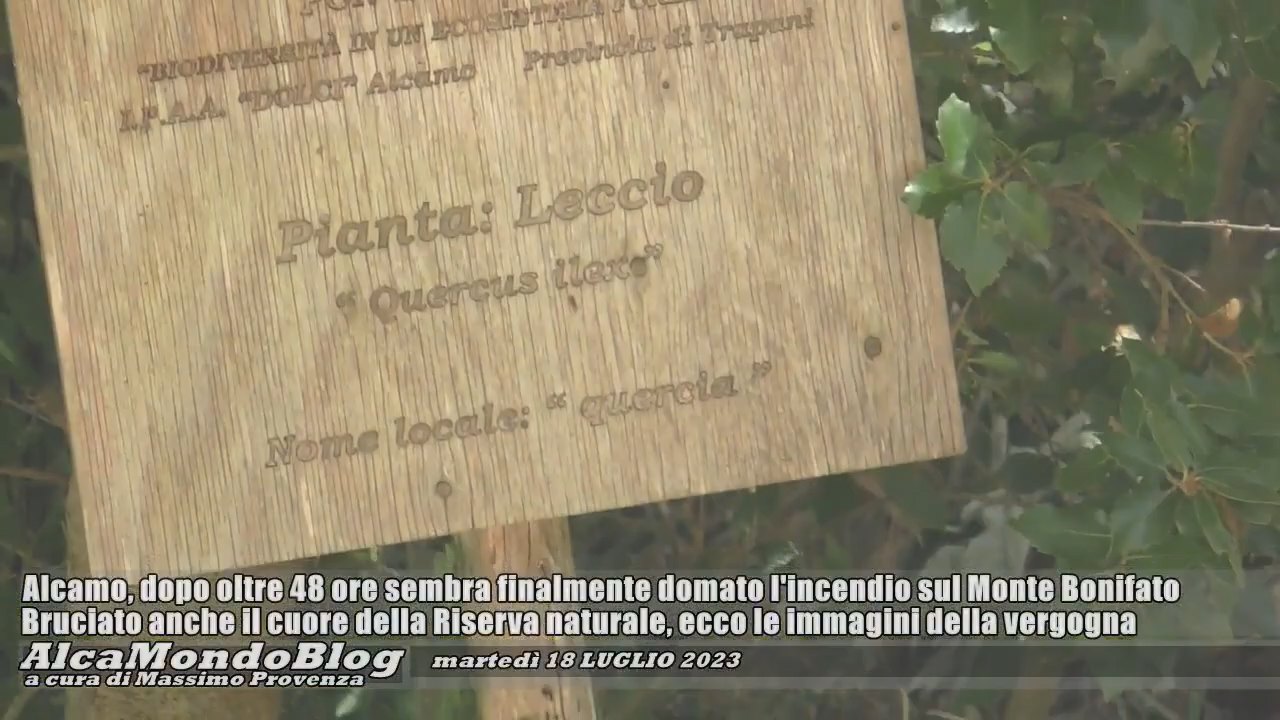 "BIODIVERSITÀ IN UN ECOSISTEMA
I.P.A.A. "DOLCI" Alcamo Provincia di Trapani
Pianta: Leccio
" Quercus ilex "
Nome locale: " quercia "
Alcamo, dopo oltre 48 ore sembra finalmente domato l'incendio sul Monte Bonifato
Bruciato anche il cuore della Riserva naturale, ecco le immagini della vergogna
AlcaMondoBlog martedì 18 LUGLIO 2023
a cura di Massimo Provenza